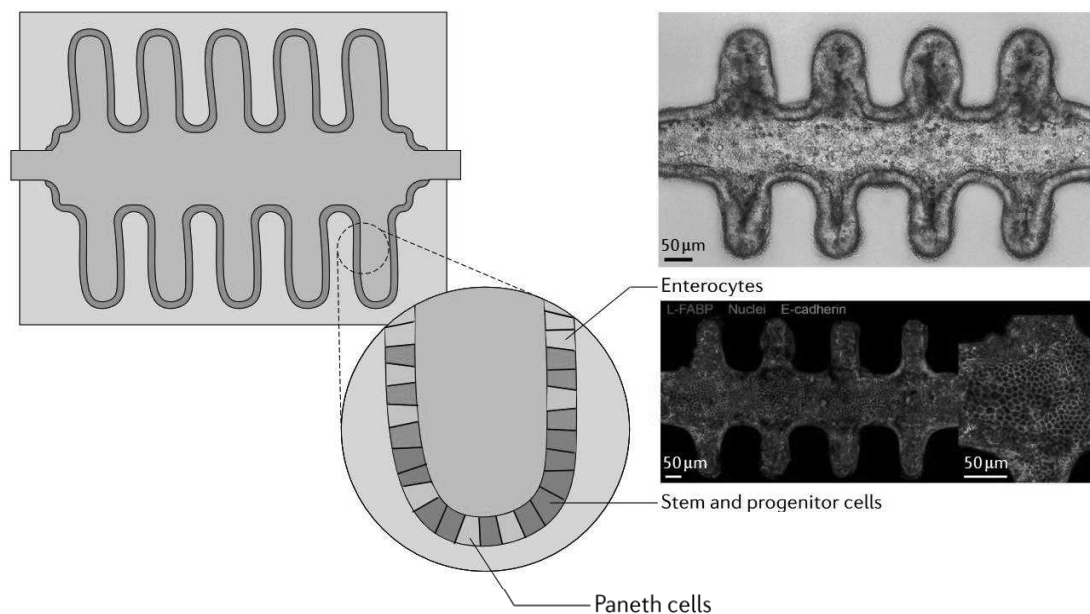 50 µm
Enterocytes
L-FABP Nuclei E-cadherin
50 µm
50 µm
Stem and progenitor cells
Paneth cells